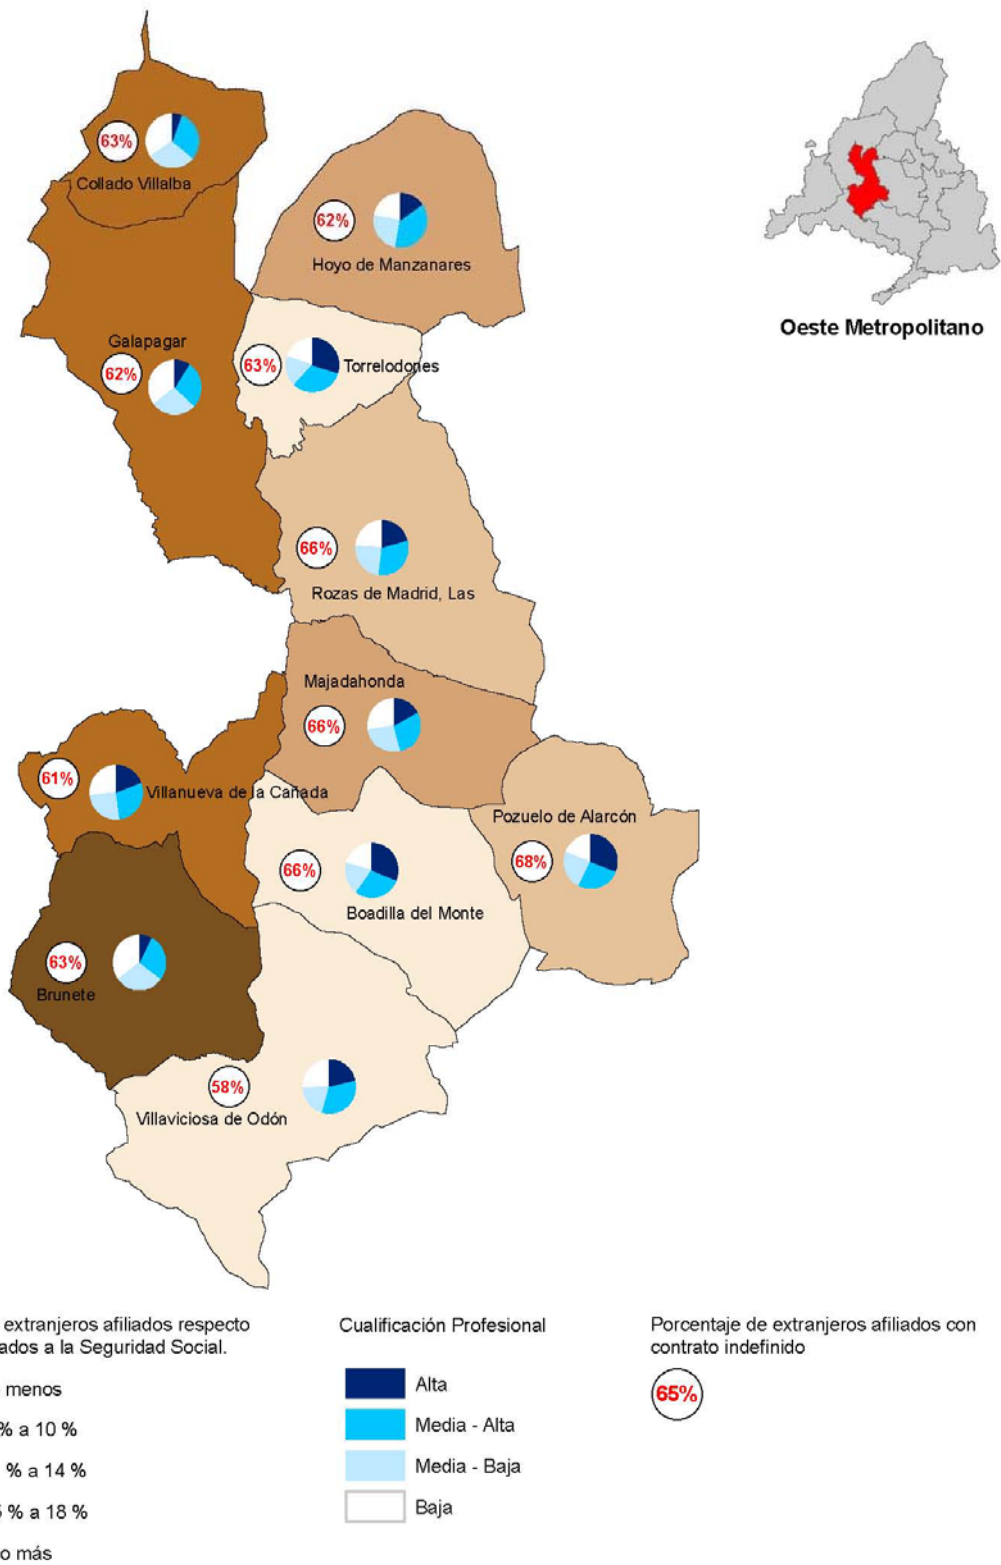 63%
Collado Villalba
62%
Hoyo de Manzanares
Oeste Metropolitano
Galapagar
62%
63%
Torrelodones
66%
Rozas de Madrid, Las
Majadahonda
66%
61%
Villanueva de la Cañada
Pozuelo de Alarcón
68%
66%
Boadilla del Monte
63%
Brunete
58%
Villaviciosa de Odón
extranjeros afiliados respecto
ados a la Seguridad Social.
menos
% a 10 %
% a 14 %
% a 18 %
o más
Cualificación Profesional
Alta
Media - Alta
Media - Baja
Baja
Porcentaje de extranjeros afiliados con
contrato indefinido
65%